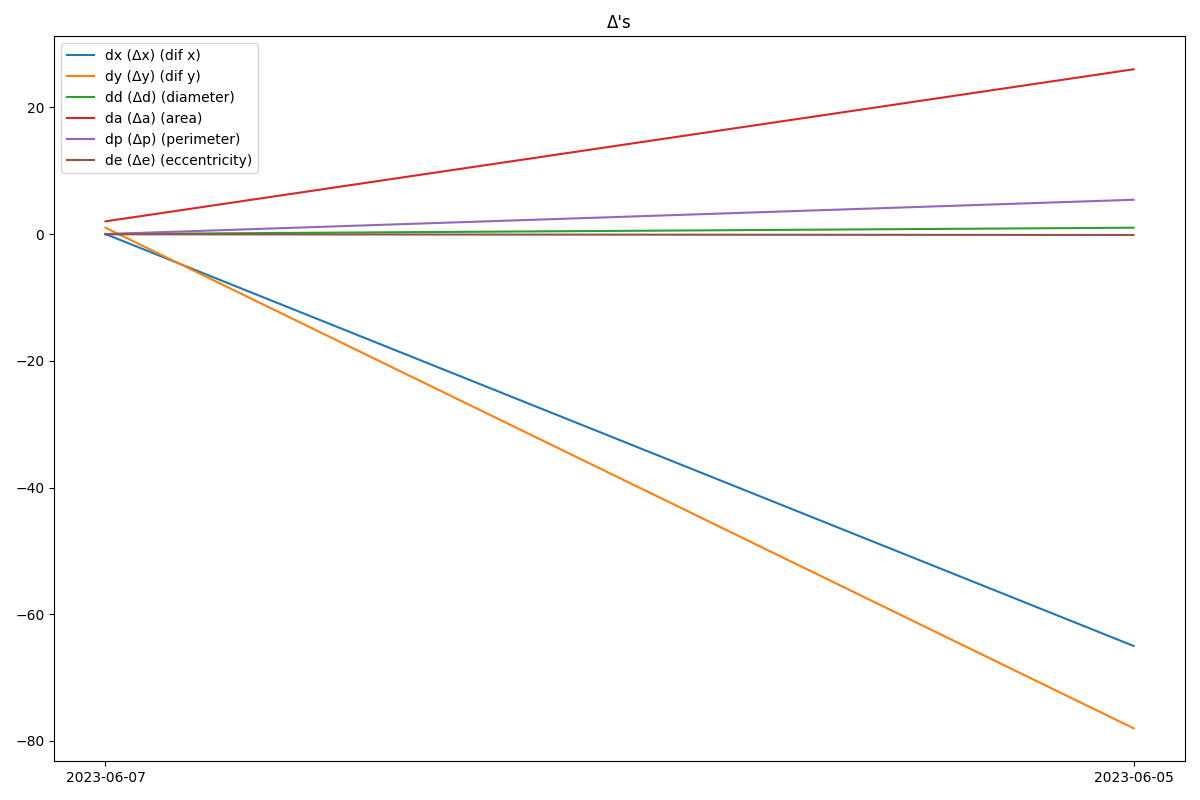 Δ's
dx (Δx) (dif x)
dy (Δy) (dif y)
dd (Δd) (diameter)
da (Δa) (area)
dp (Δp) (perimeter)
de (Δe) (eccentricity)
20
0
−20
−40
−60
−80
2023-06-07
2023-06-05